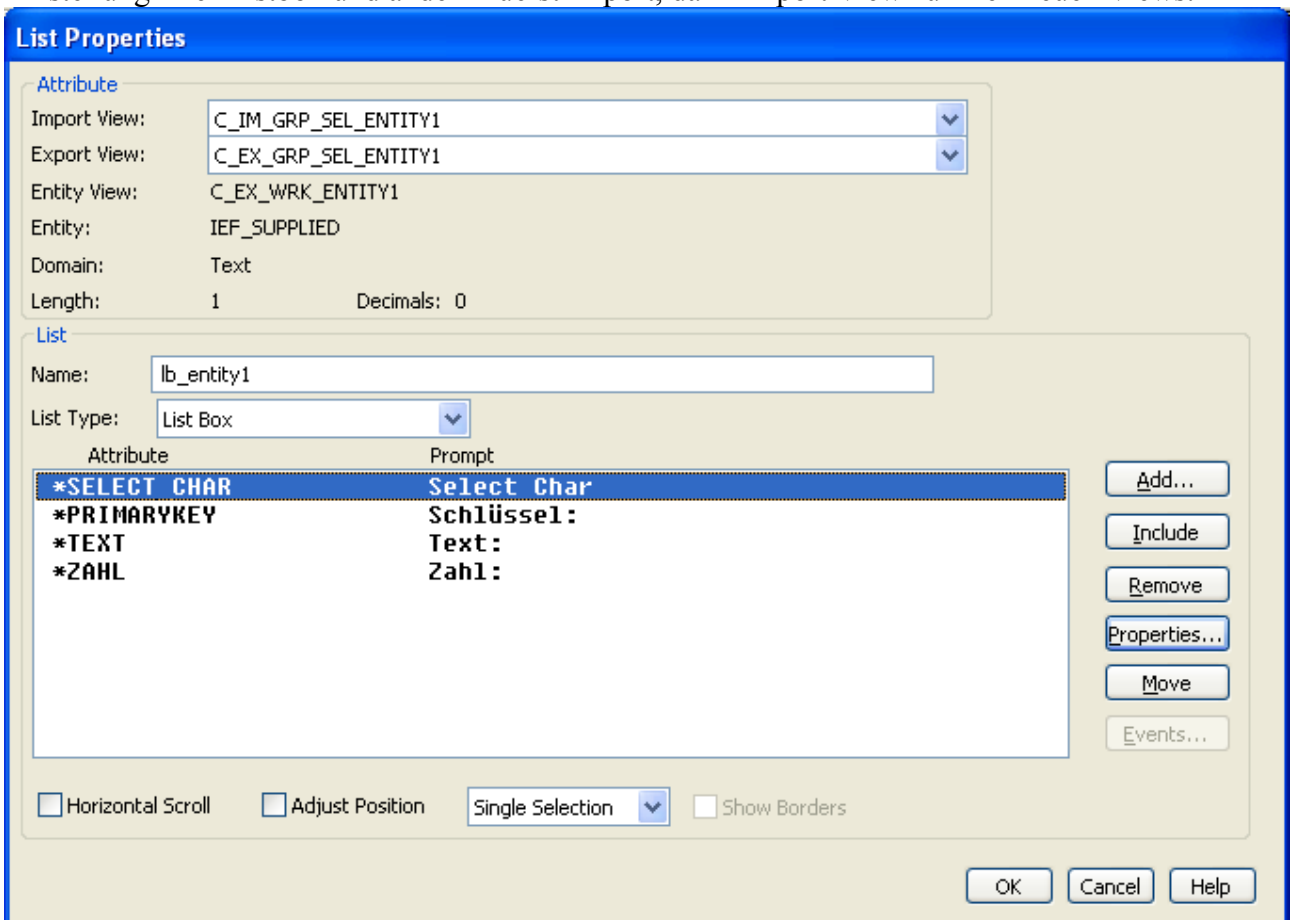 List Properties
Attribute
Import View: C_IM_GRP_SEL_ENTITY1
Export View: C_EX_GRP_SEL_ENTITY1
Entity View: C_EX_WRK_ENTITY1
Entity: IEF_SUPPLIED
Domain: Text
Length: 1 Decimals: 0
List
Name: lb_entity1
List Type: List Box
Attribute Prompt
*SELECT CHAR Select Char
*PRIMARYKEY Schlüssel:
*TEXT Text:
*ZAHL Zahl:
Add...
Include
Remove
Properties...
Move
Events...
Horizontal Scroll Adjust Position Single Selection Show Borders
OK Cancel Help